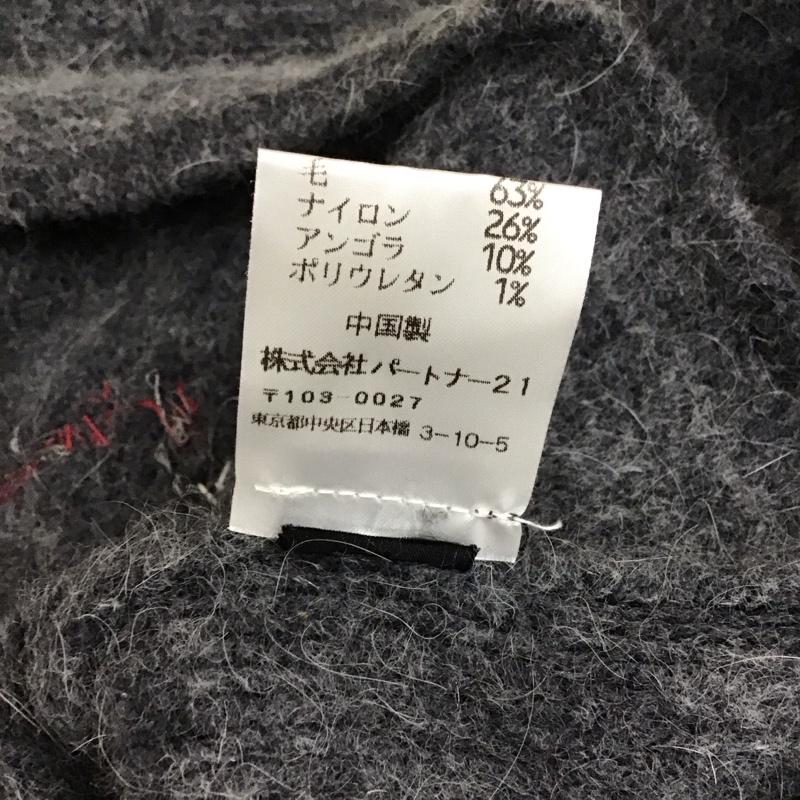 毛 63%
ナイロン 26%
アンゴラ 10%
ポリウレタン 1%
中国製
株式会社パートナー21
〒103-0027
東京都中央区日本橋 3-10-5